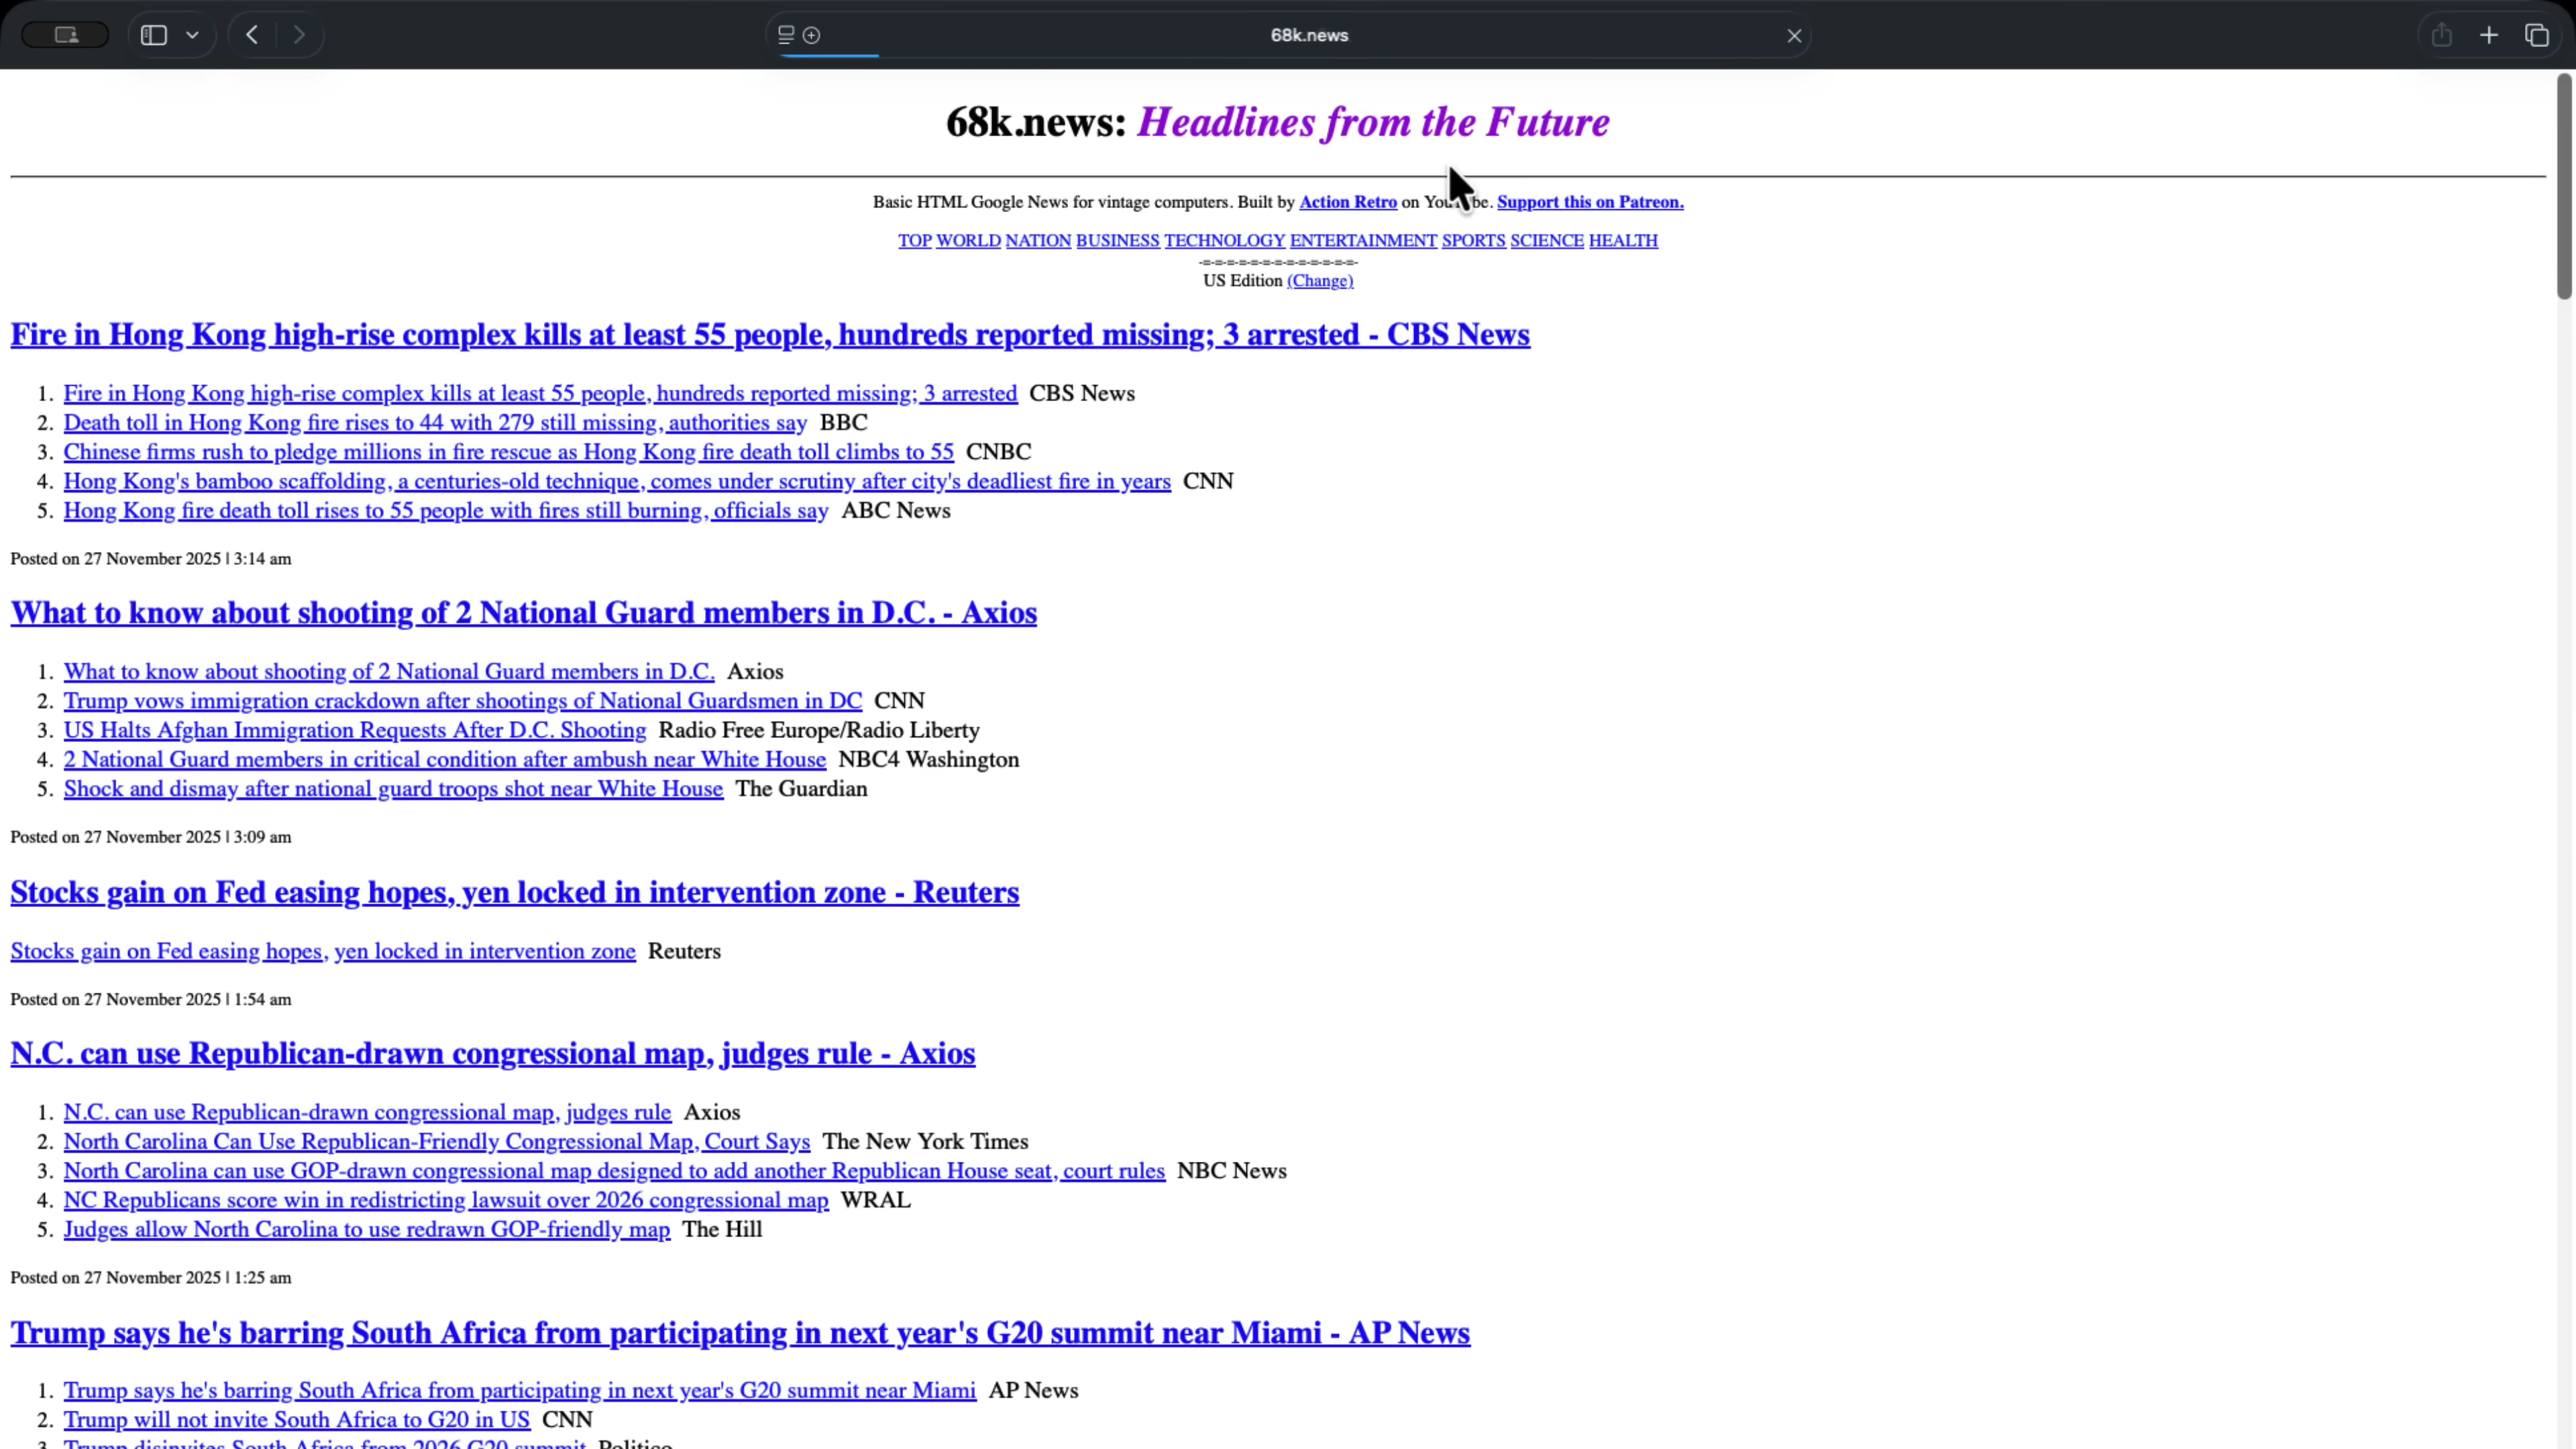 68k.news
68k.news: Headlines from the Future
Basic HTML Google News for vintage computers. Built by Action Retro on You be. Support this on Patreon.
TOP WORLD NATION BUSINESS TECHNOLOGY ENTERTAINMENT SPORTS SCIENCE HEALTH
-=-=-=-=-=-=-=-=-=-=-=-=-=-
US Edition (Change)
Fire in Hong Kong high-rise complex kills at least 55 people, hundreds reported missing; 3 arrested - CBS News
1. Fire in Hong Kong high-rise complex kills at least 55 people, hundreds reported missing; 3 arrested CBS News
2. Death toll in Hong Kong fire rises to 44 with 279 still missing, authorities say BBC
3. Chinese firms rush to pledge millions in fire rescue as Hong Kong fire death toll climbs to 55 CNBC
4. Hong Kong's bamboo scaffolding, a centuries-old technique, comes under scrutiny after city's deadliest fire in years CNN
5. Hong Kong fire death toll rises to 55 people with fires still burning, officials say ABC News
Posted on 27 November 2025 | 3:14 am
What to know about shooting of 2 National Guard members in D.C. - Axios
1. What to know about shooting of 2 National Guard members in D.C. Axios
2. Trump vows immigration crackdown after shootings of National Guardsmen in DC CNN
3. US Halts Afghan Immigration Requests After D.C. Shooting Radio Free Europe/Radio Liberty
4. 2 National Guard members in critical condition after ambush near White House NBC4 Washington
5. Shock and dismay after national guard troops shot near White House The Guardian
Posted on 27 November 2025 | 3:09 am
Stocks gain on Fed easing hopes, yen locked in intervention zone - Reuters
Stocks gain on Fed easing hopes, yen locked in intervention zone Reuters
Posted on 27 November 2025 | 1:54 am
N.C. can use Republican-drawn congressional map, judges rule - Axios
1. N.C. can use Republican-drawn congressional map, judges rule Axios
2. North Carolina Can Use Republican-Friendly Congressional Map, Court Says The New York Times
3. North Carolina can use GOP-drawn congressional map designed to add another Republican House seat, court rules NBC News
4. NC Republicans score win in redistricting lawsuit over 2026 congressional map WRAL
5. Judges allow North Carolina to use redrawn GOP-friendly map The Hill
Posted on 27 November 2025 | 1:25 am
Trump says he's barring South Africa from participating in next year's G20 summit near Miami - AP News
1. Trump says he's barring South Africa from participating in next year's G20 summit near Miami AP News
2. Trump will not invite South Africa to G20 in US CNN
3. Trump disinvites South Africa from 2026 G20 summit Politico